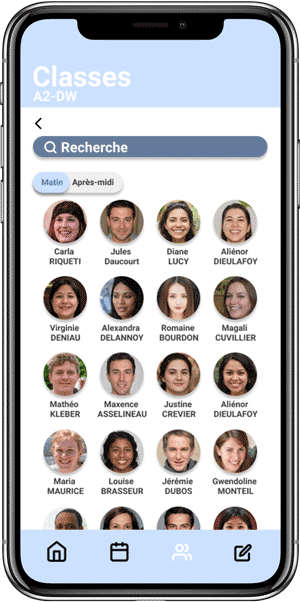 Classes
A2-DW
Recherche
Matin Après-midi
Carla Jules Diane Aliénor
RIQUETI Daucourt LUCY DIEULAFOY
Virginie Alexandra Romaine Magali
DENIAU DELANNOY BOURDON CUVILLIER
Mathéo Maxence Justine Aliénor
KLEBER ASSELINEAU CREVIER DIEULAFOY
Maria Louise Jérémie Gwendoline
MAURICE BRASSEUR DUBOS MONTEIL